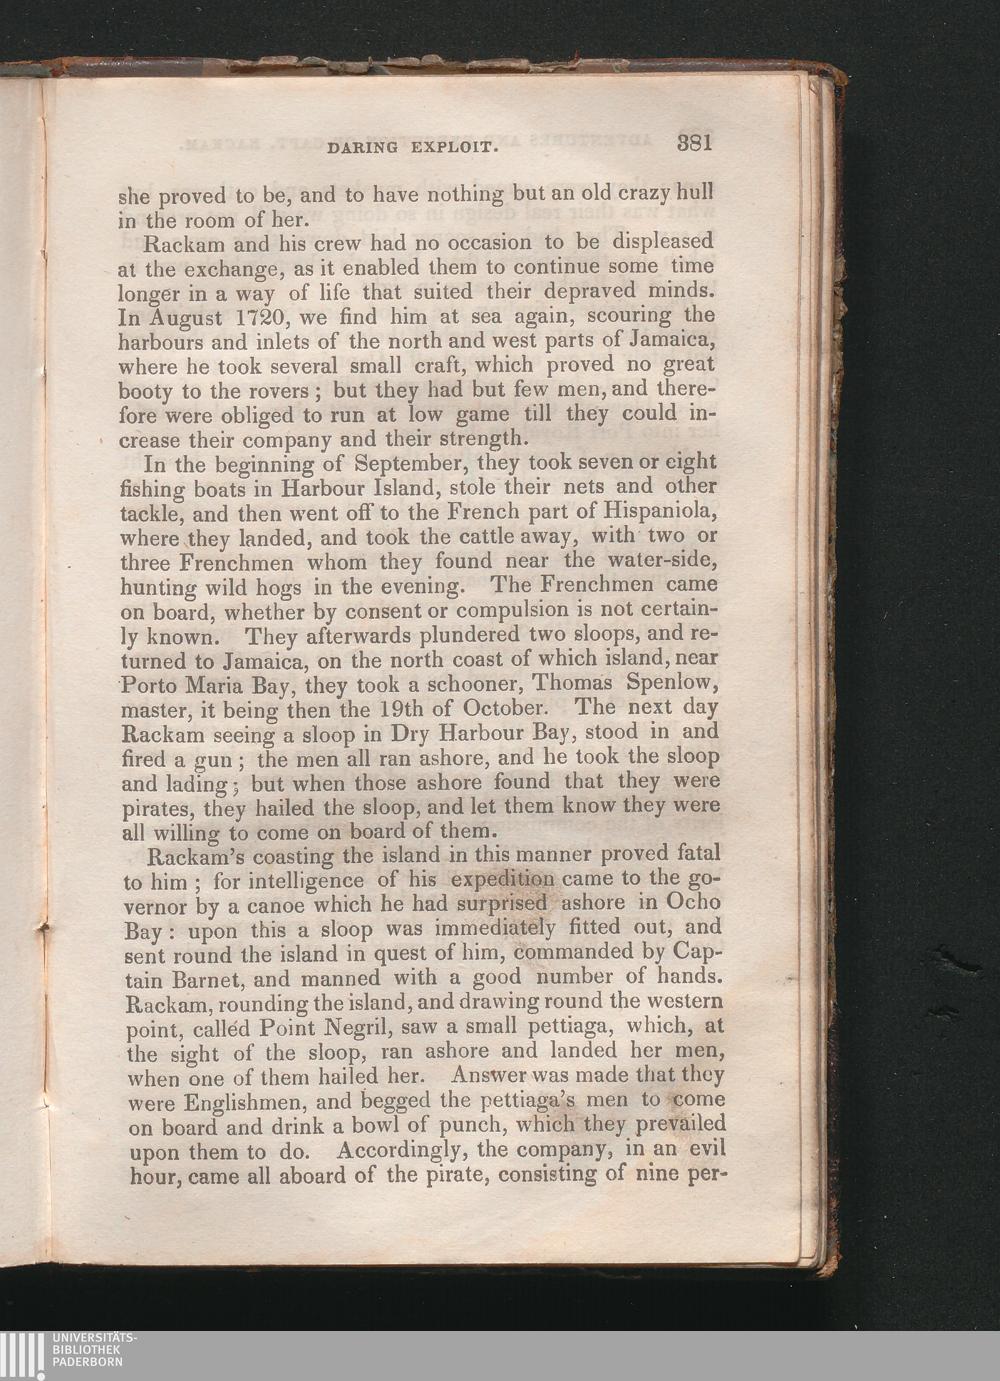 DARING EXPLOIT. 381
she proved to be, and to have nothing but an old crazy hull
in the room of her.
Rackam and his crew had no occasion to be displeased
at the exchange, as it enabled them to continue some time
longer in a way of life that suited their depraved minds.
In August 1720, we find him at sea again, scouring the
harbours and inlets of the north and west parts of Jamaica,
where he took several small craft, which proved no great
booty to the rovers ; but they had but few men, and there-
fore were obliged to run at low game till they could in-
crease their company and their strength.
In the beginning of September, they took seven or eight
fishing boats in Harbour Island, stole their nets and other
tackle, and then went off to the French part of Hispaniola,
where they landed, and took the cattle away, with two or
three Frenchmen whom they found near the water-side,
hunting wild hogs in the evening. The Frenchmen came
on board, whether by consent or compulsion is not certain-
ly known. They afterwards plundered two sloops, and re-
turned to Jamaica, on the north coast of which island, near
Porto Maria Bay, they took a schooner, Thomas Spenlow,
master, it being then the 19th of October. The next day
Rackam seeing a sloop in Dry Harbour Bay, stood in and
fired a gun ; the men all ran ashore, and he took the sloop
and lading ; but when those ashore found that they were
pirates, they hailed the sloop, and let them know they were
all willing to come on board of them.
Rackam's coasting the island in this manner proved fatal
to him ; for intelligence of his expedition came to the go-
vernor by a canoe which he had surprised ashore in Ocho
Bay : upon this a sloop was immediately fitted out, and
sent round the island in quest of him, commanded by Cap-
tain Barnet, and manned with a good number of hands.
Rackam, rounding the island, and drawing round the western
point, called Point Negril, saw a small pettiaga, which, at
the sight of the sloop, ran ashore and landed her men,
when one of them hailed her. Answer was made that they
were Englishmen, and begged the pettiaga's men to come
on board and drink a bowl of punch, which they prevailed
upon them to do. Accordingly, the company, in an evil
hour, came all aboard of the pirate, consisting of nine per-
UNIVERSITÄTS-
BIBLIOTHEK
PADERBORN